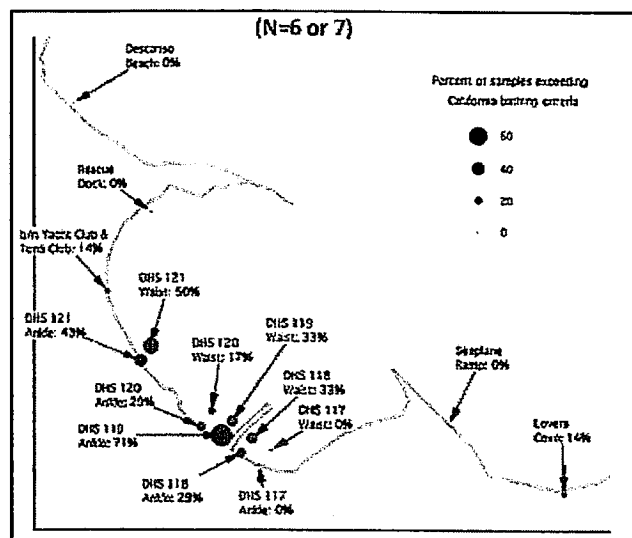 (N=6 or 7)
Descanso
Beach: 0%
Percent of samples exceeding
California bathing criteria
60
40
20
0
Rescue
Dock: 0%
b/n Yacht Club &
Tuna Club: 14%
DHS 121
Waist: 50%
DHS 121
Ankle: 43%
DHS 120
Waist: 17%
DHS 119
Waist: 33%
DHS 118
Waist: 33%
DHS 117
Waist: 0%
DHS 120
Ankle: 29%
DHS 119
Ankle: 71%
DHS 118
Ankle: 29%
DHS 117
Ankle: 0%
Seaplane
Ramp: 0%
Lovers
Cove: 14%